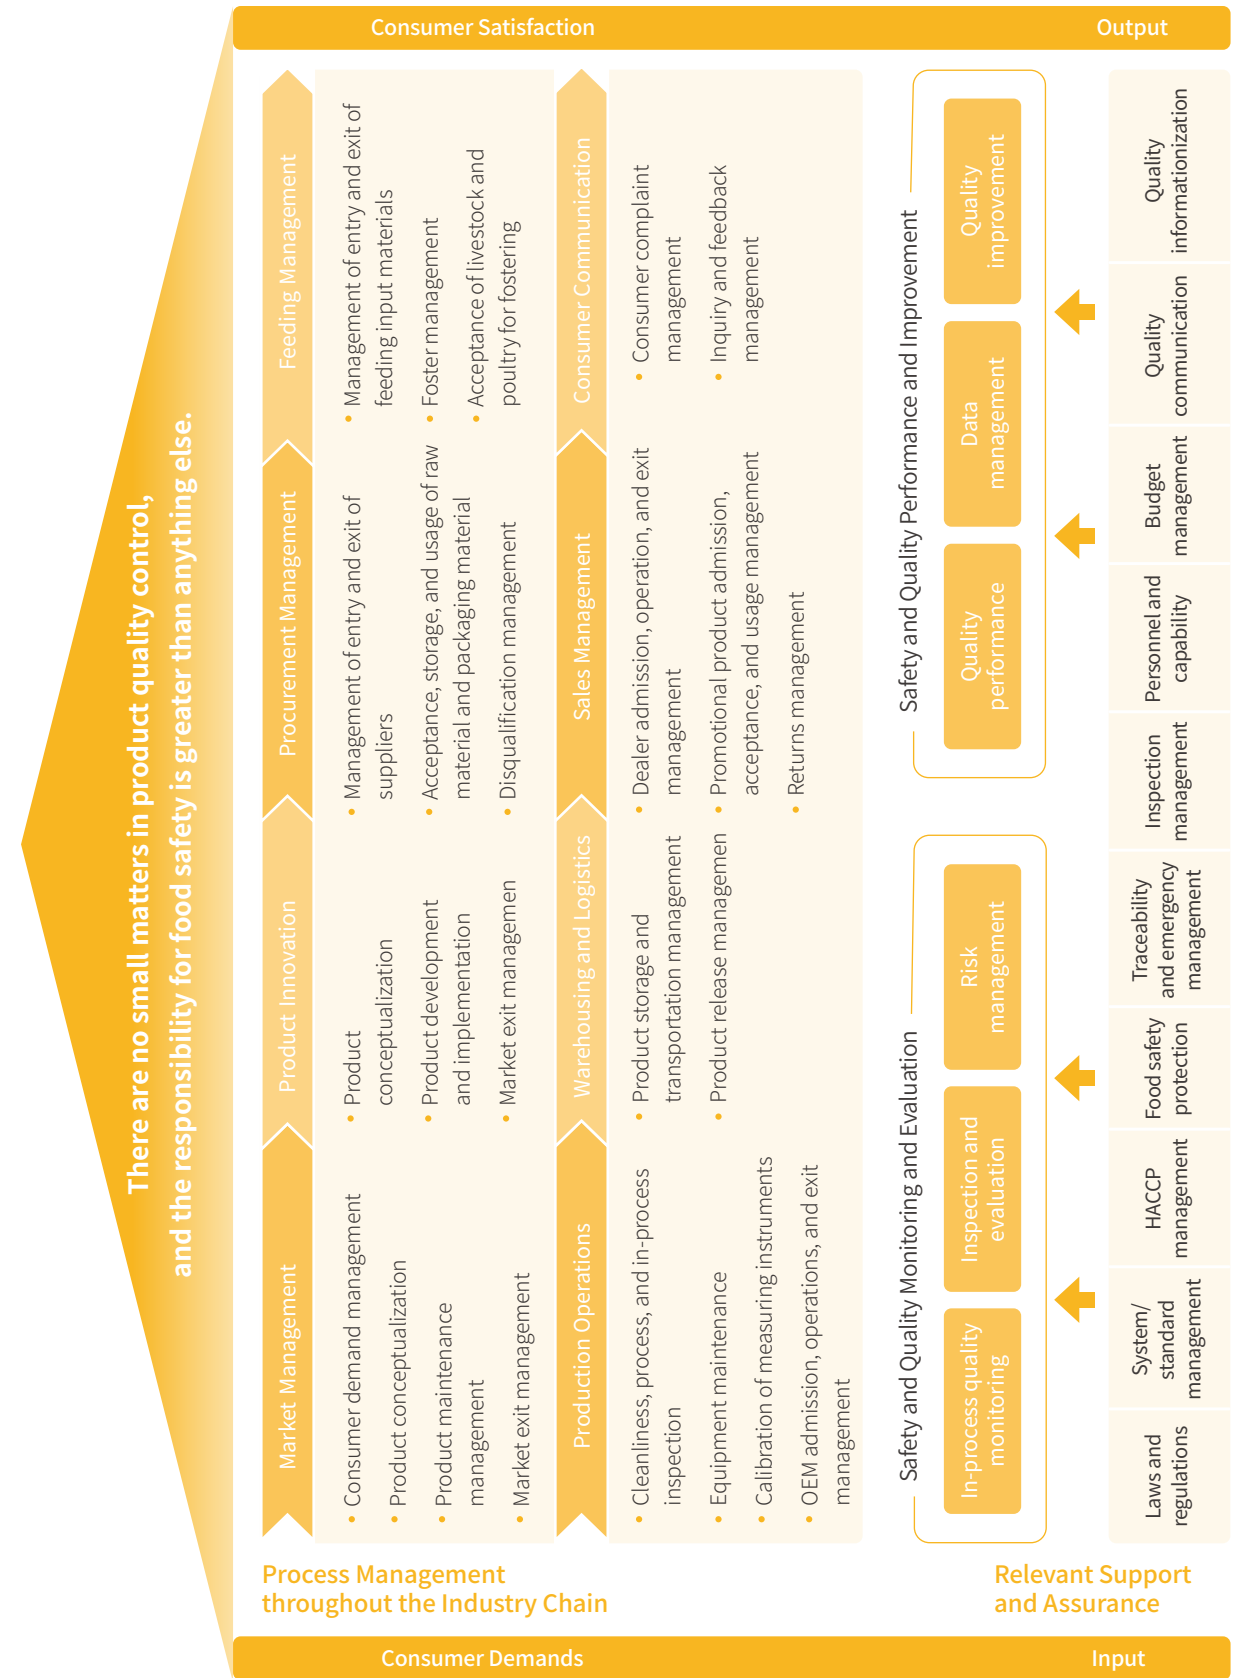 There are no small matters in product quality control,
and the responsibility for food safety is greater than anything else.
Consumer Demands
Input
Consumer Satisfaction
Output
Process Management
throughout the Industry Chain
Market Management
• Consumer demand management
• Product conceptualization
• Product maintenance
management
• Market exit management
Product Innovation
• Product
conceptualization
• Product development
and implementation
• Market exit managemen
Procurement Management
• Management of entry and exit of
suppliers
• Acceptance, storage, and usage of raw
material and packaging material
• Disqualification management
Feeding Management
• Management of entry and exit of
feeding input materials
• Foster management
• Acceptance of livestock and
poultry for fostering
Production Operations
• Cleanliness, process, and in-process
inspection
• Equipment maintenance
• Calibration of measuring instruments
• OEM admission, operations, and exit
management
Warehousing and Logistics
• Product storage and
transportation management
• Product release managemen
Sales Management
• Dealer admission, operation, and exit
management
• Promotional product admission,
acceptance, and usage management
• Returns management
Consumer Communication
• Consumer complaint
management
• Inquiry and feedback
management
Safety and Quality Monitoring and Evaluation
In-process quality
monitoring
Inspection and
evaluation
Risk
management
Safety and Quality Performance and Improvement
Quality
performance
Data
management
Quality
improvement
Relevant Support
and Assurance
Laws and
regulations
System/
standard
management
HACCP
management
Food safety
protection
Traceability
and emergency
management
Inspection
management
Personnel and
capability
Budget
management
Quality
communication
Quality
informationization